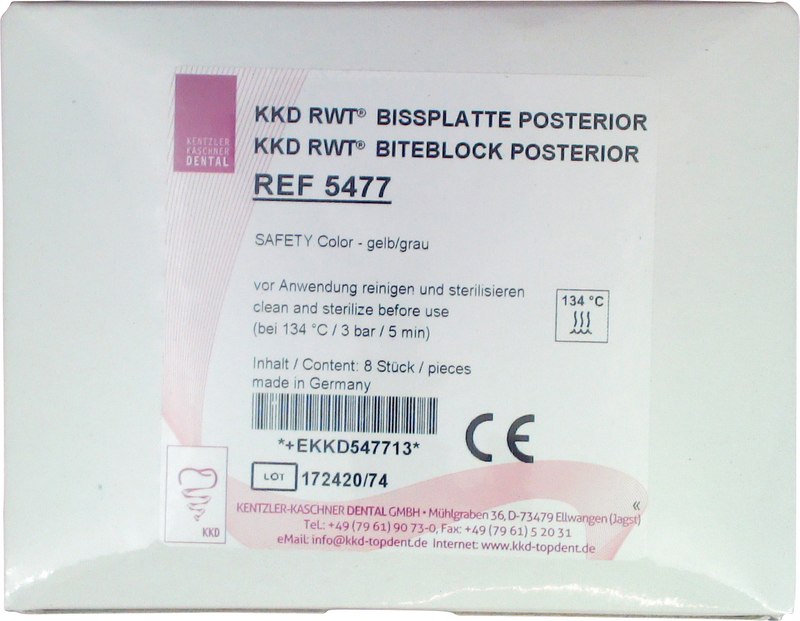 KENTZLER
KASCHNER
DENTAL
KKD RWT® BISSPLATTE POSTERIOR
KKD RWT® BITEBLOCK POSTERIOR
REF 5477
SAFETY Color - gelb/grau
vor Anwendung reinigen und sterilisieren
clean and sterilize before use
(bei 134 °C / 3 bar / 5 min)
134 °C
Inhalt / Content: 8 Stück / pieces
made in Germany
CE
*+EKKD547713*
LOT 172420/74
KKD
«
KENTZLER-KASCHNER DENTAL GMBH • Mühlgraben 36, D-73479 Ellwangen (Jagst)
Tel.: +49 (79 61) 90 73-0, Fax: +49 (79 61) 5 20 31
eMail: info@kkd-topdent.de Internet: www.kkd-topdent.de